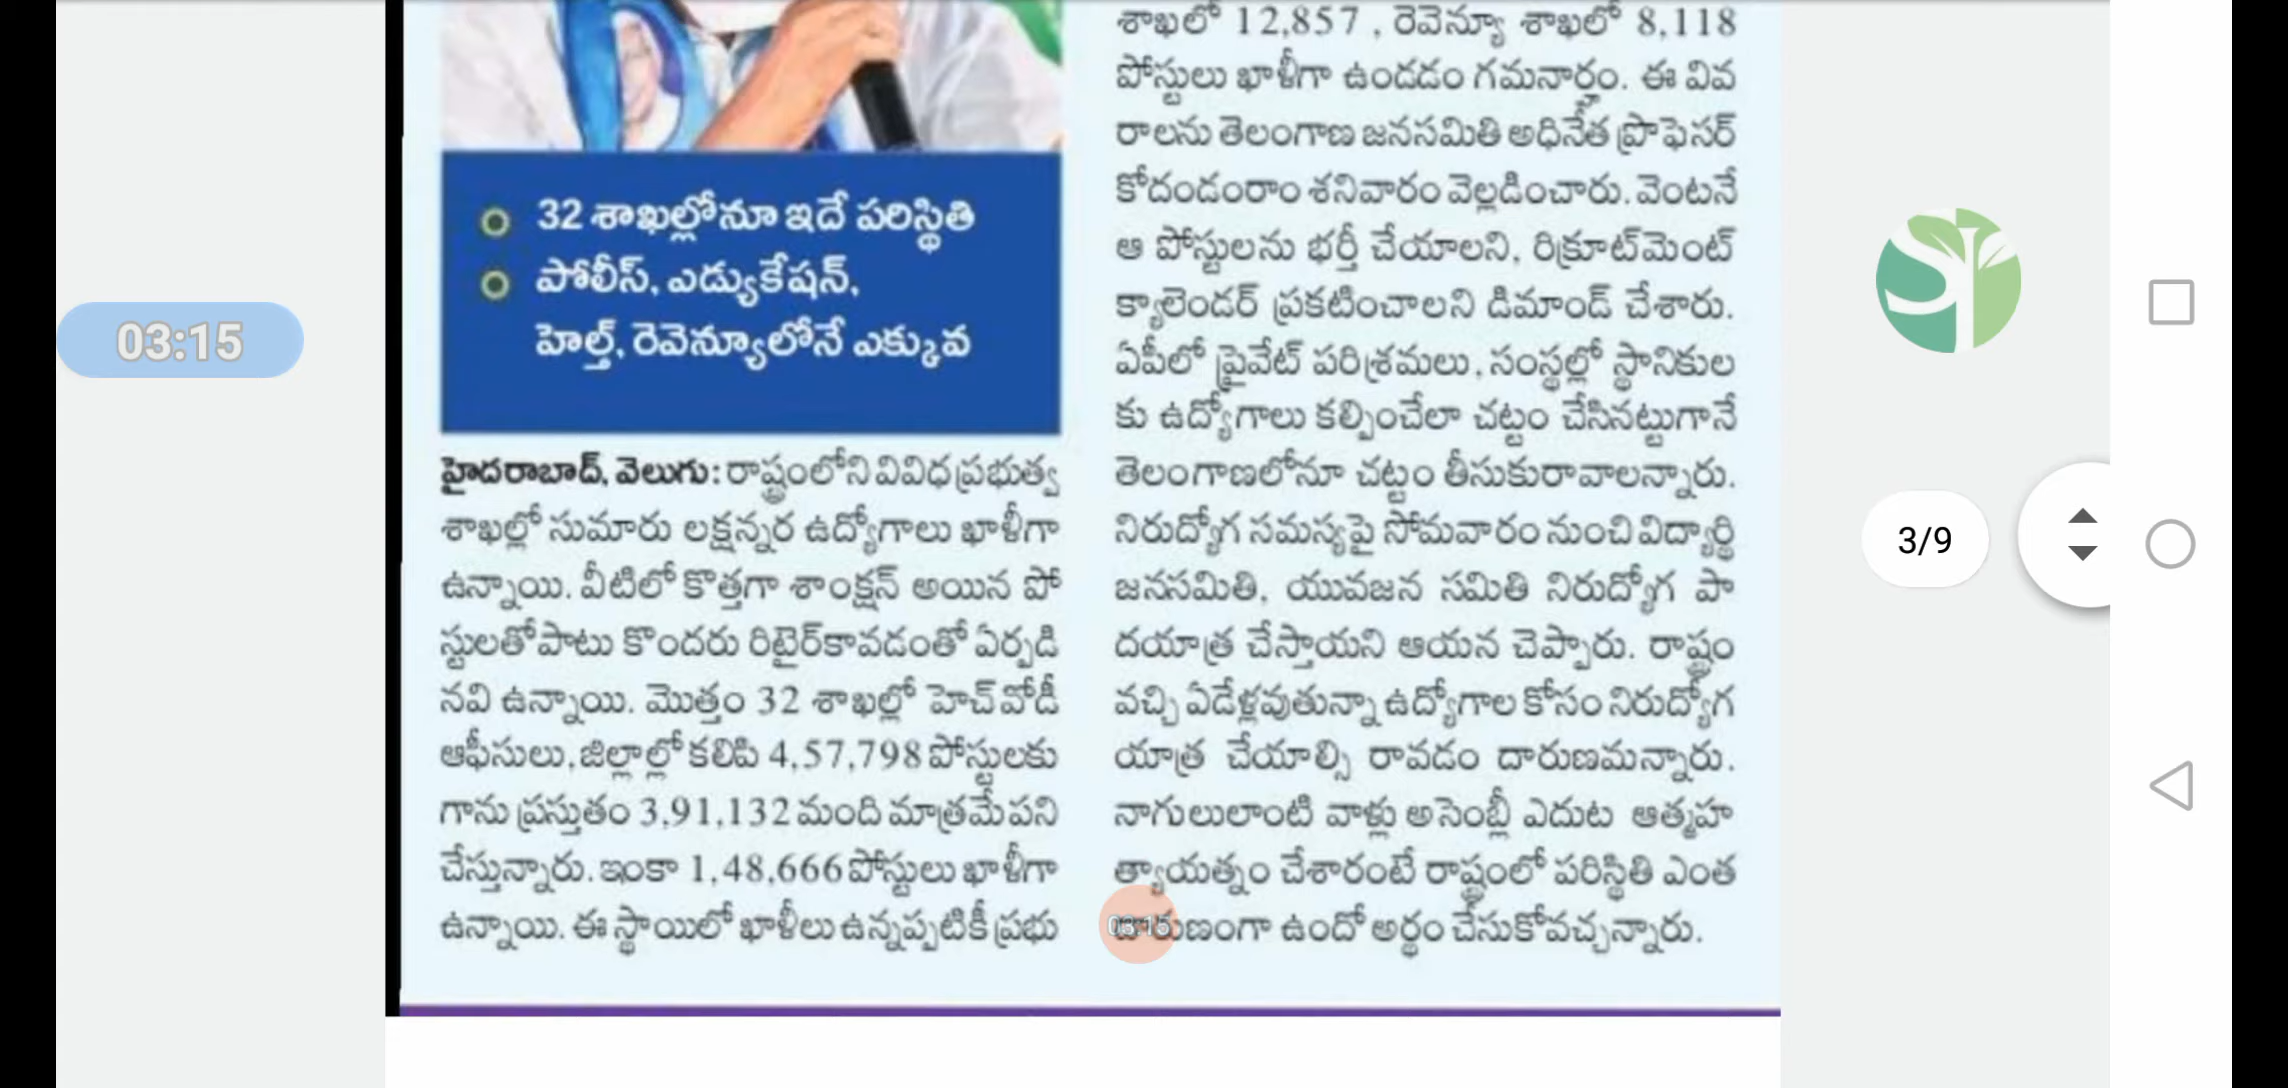 32 శాఖల్లోనూ ఇదే పరిస్థితి
పోలీస్, ఎడ్యుకేషన్,
హెల్త్, రెవెన్యూలోనే ఎక్కువ
హైదరాబాద్, వెలుగు: రాష్ట్రంలోని వివిధ ప్రభుత్వ
శాఖల్లో సుమారు లక్షన్నర ఉద్యోగాలు ఖాళీగా
ఉన్నాయి. వీటిలో కొత్తగా శాంక్షన్ అయిన పో
స్టులతోపాటు కొందరు రిటైర్‌కావడంతో ఏర్పడి
నవి ఉన్నాయి. మొత్తం 32 శాఖల్లో హెచ్‌వోడీ
ఆఫీసులు, జిల్లాల్లో కలిపి 4,57,798 పోస్టులకు
గాను ప్రస్తుతం 3,91,132 మంది మాత్రమే పని
చేస్తున్నారు. ఇంకా 1,48,666 పోస్టులు ఖాళీగా
ఉన్నాయి. ఈ స్థాయిలో ఖాళీలు ఉన్నప్పటికీ ప్రభు
శాఖలో 12,857 , రెవెన్యూ శాఖలో 8,118
పోస్టులు ఖాళీగా ఉండడం గమనార్హం. ఈ వివ
రాలను తెలంగాణ జనసమితి అధినేత ప్రొఫెసర్
కోదండంరాం శనివారం వెల్లడించారు. వెంటనే
ఆ పోస్టులను భర్తీ చేయాలని, రిక్రూట్‌మెంట్
క్యాలెండర్ ప్రకటించాలని డిమాండ్ చేశారు.
ఏపీలో ప్రైవేట్ పరిశ్రమలు, సంస్థల్లో స్థానికుల
కు ఉద్యోగాలు కల్పించేలా చట్టం చేసినట్టుగానే
తెలంగాణలోనూ చట్టం తీసుకురావాలన్నారు.
నిరుద్యోగ సమస్యపై సోమవారం నుంచి విద్యార్థి
జనసమితి, యువజన సమితి నిరుద్యోగ పా
దయాత్ర చేస్తాయని ఆయన చెప్పారు. రాష్ట్రం
వచ్చి ఏడేళ్లవుతున్నా ఉద్యోగాల కోసం నిరుద్యోగ
యాత్ర చేయాల్సి రావడం దారుణమన్నారు.
నాగులులాంటి వాళ్లు అసెంబ్లీ ఎదుట ఆత్మహ
త్యాయత్నం చేశారంటే రాష్ట్రంలో పరిస్థితి ఎంత
ఉందో అర్థం చేసుకోవచ్చన్నారు.
03:15
03:15
3/9